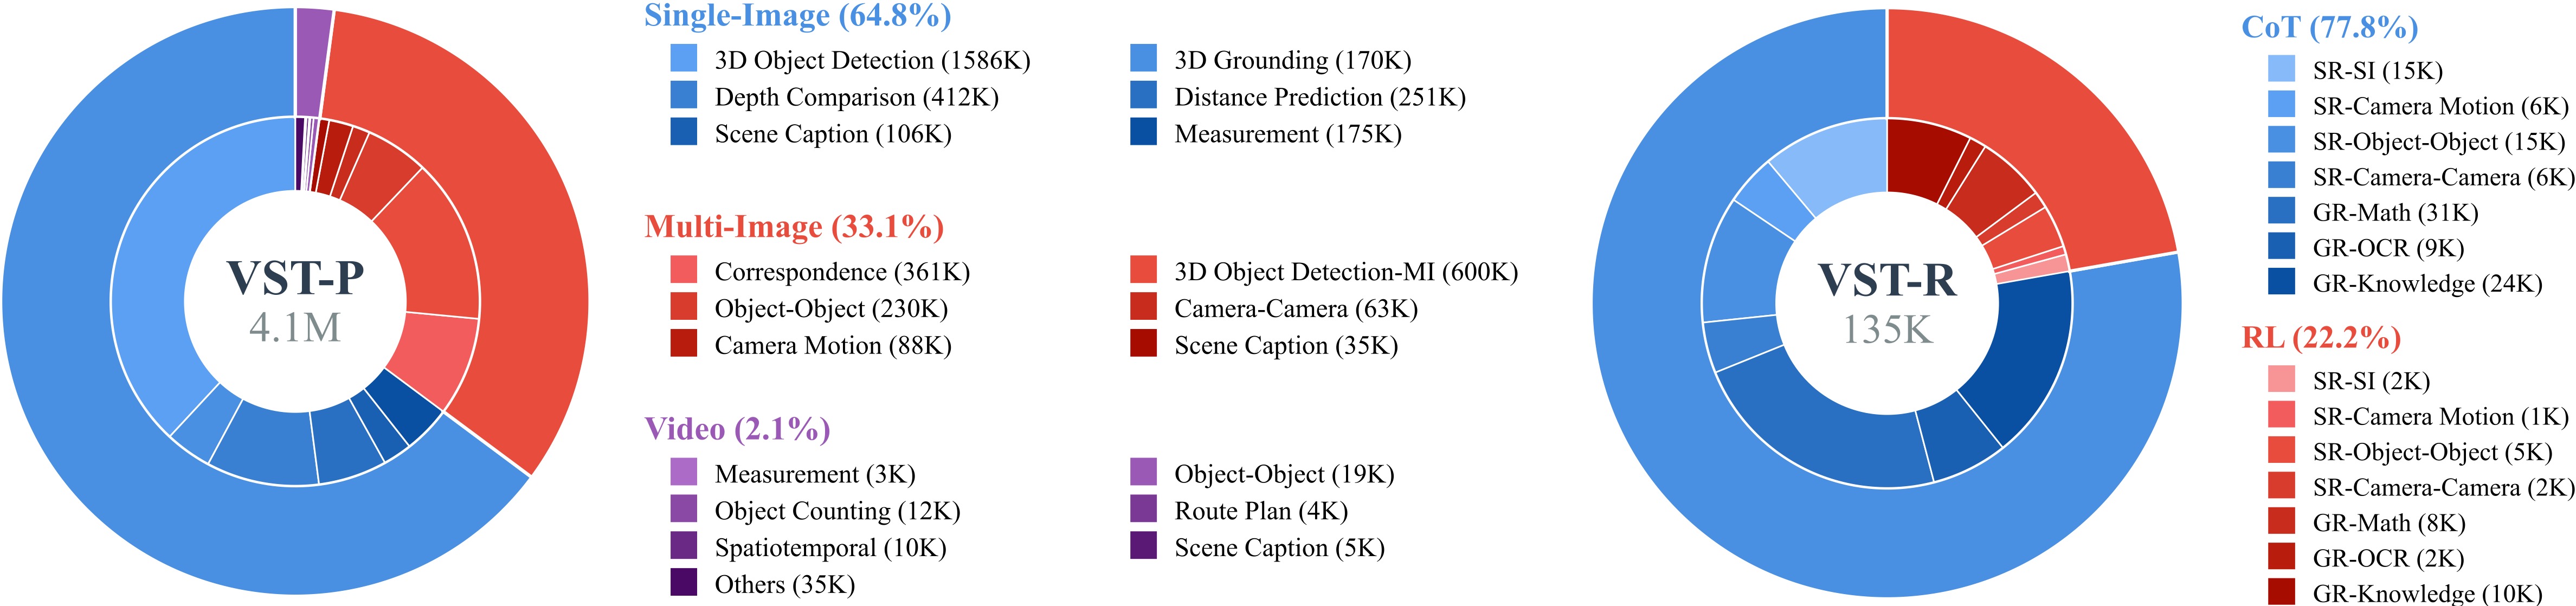 VST-P
4.1M
Single-Image (64.8%)
3D Object Detection (1586K)
3D Grounding (170K)
Depth Comparison (412K)
Distance Prediction (251K)
Scene Caption (106K)
Measurement (175K)
Multi-Image (33.1%)
Correspondence (361K)
3D Object Detection-MI (600K)
Object-Object (230K)
Camera-Camera (63K)
Camera Motion (88K)
Scene Caption (35K)
Video (2.1%)
Measurement (3K)
Object-Object (19K)
Object Counting (12K)
Route Plan (4K)
Spatiotemporal (10K)
Scene Caption (5K)
Others (35K)
VST-R
135K
CoT (77.8%)
SR-SI (15K)
SR-Camera Motion (6K)
SR-Object-Object (15K)
SR-Camera-Camera (6K)
GR-Math (31K)
GR-OCR (9K)
GR-Knowledge (24K)
RL (22.2%)
SR-SI (2K)
SR-Camera Motion (1K)
SR-Object-Object (5K)
SR-Camera-Camera (2K)
GR-Math (8K)
GR-OCR (2K)
GR-Knowledge (10K)